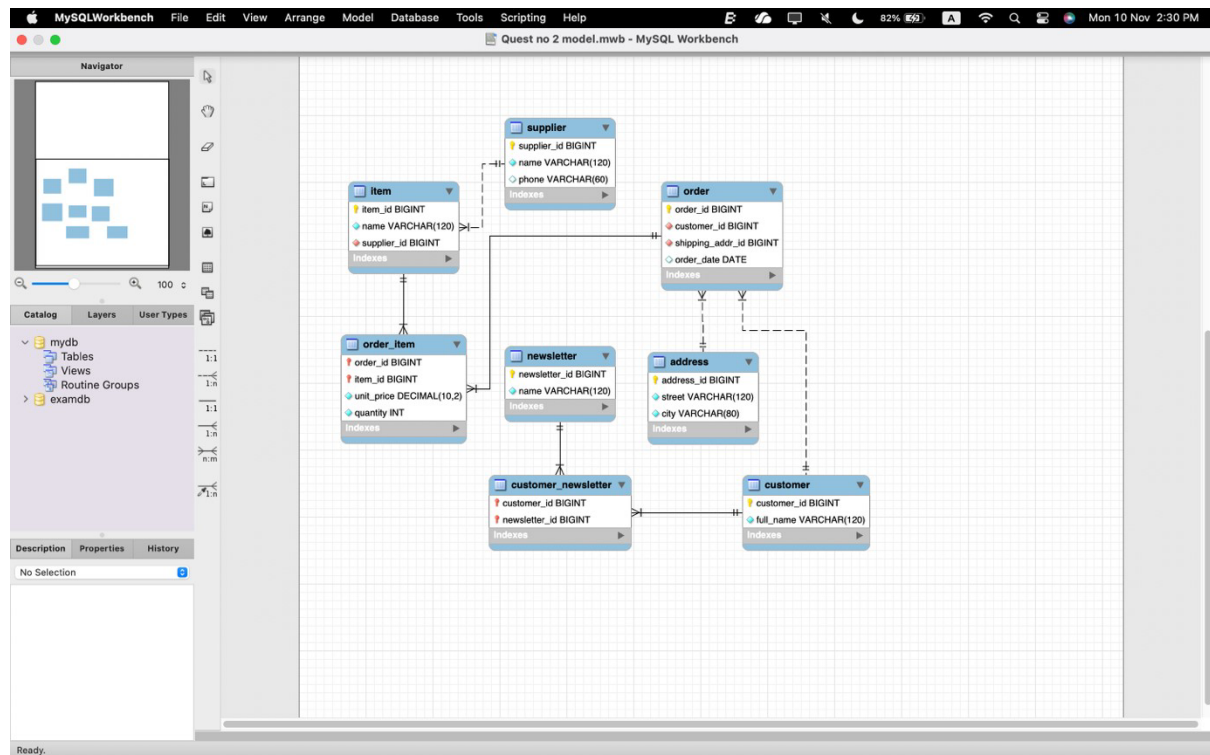 MySQLWorkbench File Edit View Arrange Model Database Tools Scripting Help 82% A Mon 10 Nov 2:30 PM
Quest no 2 model.mwb - MySQL Workbench
Navigator
100
Catalog Layers User Types
mydb
Tables
Views
Routine Groups
examdb
1:1
1:n
1:1
1:n
n:m
1:n
Description Properties History
No Selection
Ready.
supplier
supplier_id BIGINT
name VARCHAR(120)
phone VARCHAR(60)
Indexes
item
item_id BIGINT
name VARCHAR(120)
supplier_id BIGINT
Indexes
order
order_id BIGINT
customer_id BIGINT
shipping_addr_id BIGINT
order_date DATE
Indexes
order_item
order_id BIGINT
item_id BIGINT
unit_price DECIMAL(10,2)
quantity INT
Indexes
newsletter
newsletter_id BIGINT
name VARCHAR(120)
Indexes
address
address_id BIGINT
street VARCHAR(120)
city VARCHAR(80)
Indexes
customer_newsletter
customer_id BIGINT
newsletter_id BIGINT
Indexes
customer
customer_id BIGINT
full_name VARCHAR(120)
Indexes